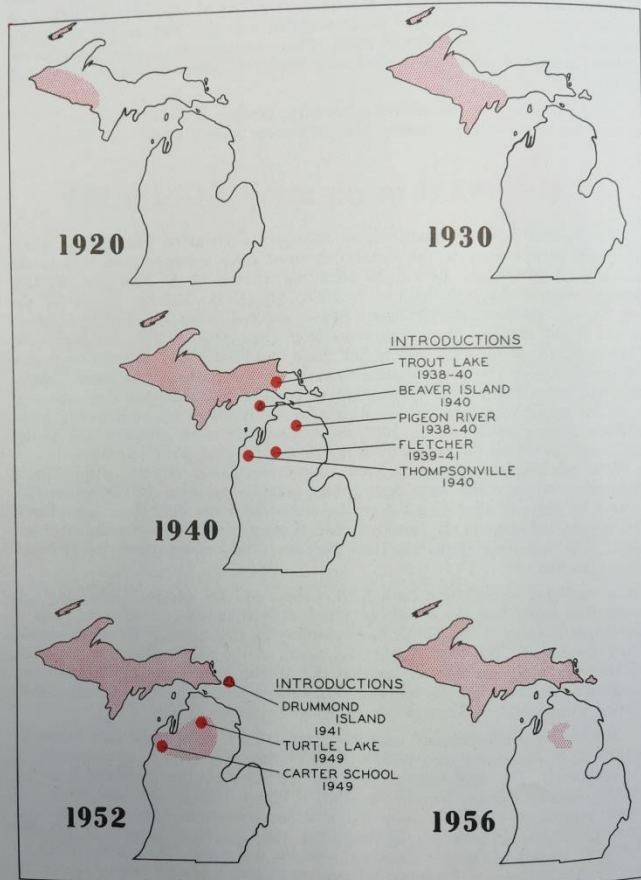 1920
1930
INTRODUCTIONS
TROUT LAKE
1938-40
BEAVER ISLAND
1940
PIGEON RIVER
1938-40
FLETCHER
1939-41
THOMPSONVILLE
1940
1940
INTRODUCTIONS
DRUMMOND
ISLAND
1941
TURTLE LAKE
1949
CARTER SCHOOL
1949
1952
1956